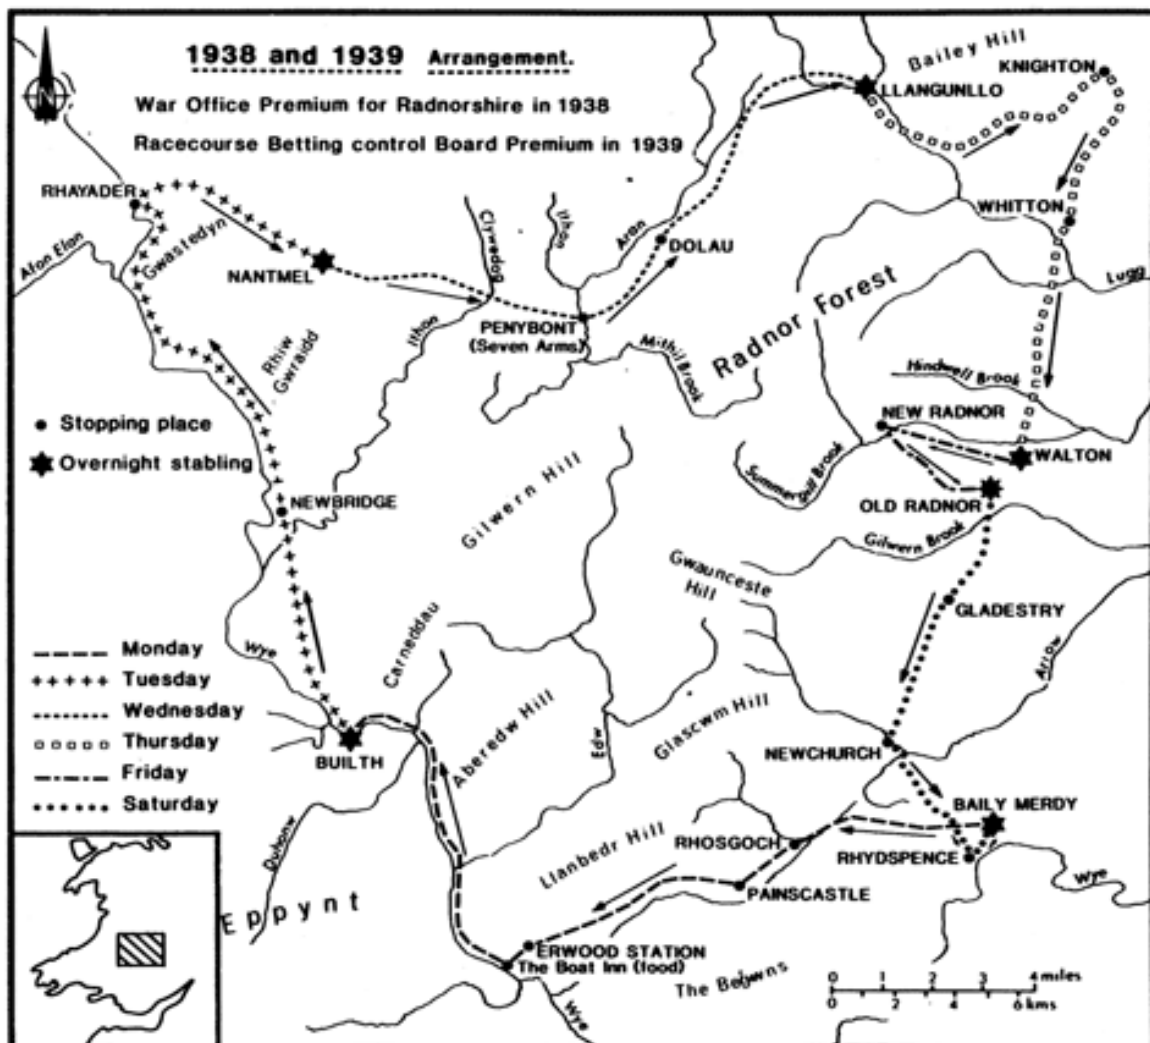 1938 and 1939 Arrangement.
War Office Premium for Radnorshire in 1938
Racecourse Betting control Board Premium in 1939
Bailey Hill
KNIGHTON
LLANGUNLLO
RHAYADER
Gwastedyn
Afon Elan
NANTMEL
Clywedog
Ithon
Aran
DOLAU
WHITTON
Lugg
PENYBONT
(Seven Arms)
Ithon
Mithil Brook
Radnor Forest
Rhiw
Gwraidd
Hindwell Brook
Stopping place
Overnight stabling
NEW RADNOR
WALTON
Summergill Brook
OLD RADNOR
NEWBRIDGE
Gilwern Hill
Gilwern Brook
Gwaunceste
Hill
GLADESTRY
Arrow
Wye
Carneddau
Monday
Tuesday
Wednesday
Thursday
Friday
Saturday
BUILTH
Aberedw Hill
Edw
Glascwm Hill
NEWCHURCH
BAILY MERDY
Duhonw
Llanbedr Hill
RHOSGOCH
RHYDSPENCE
PAINSCASTLE
Wye
Eppynt
ERWOOD STATION
The Boat Inn (food)
The Begwns
Wye
0 1 2 3 4 miles
0 2 4 6 kms